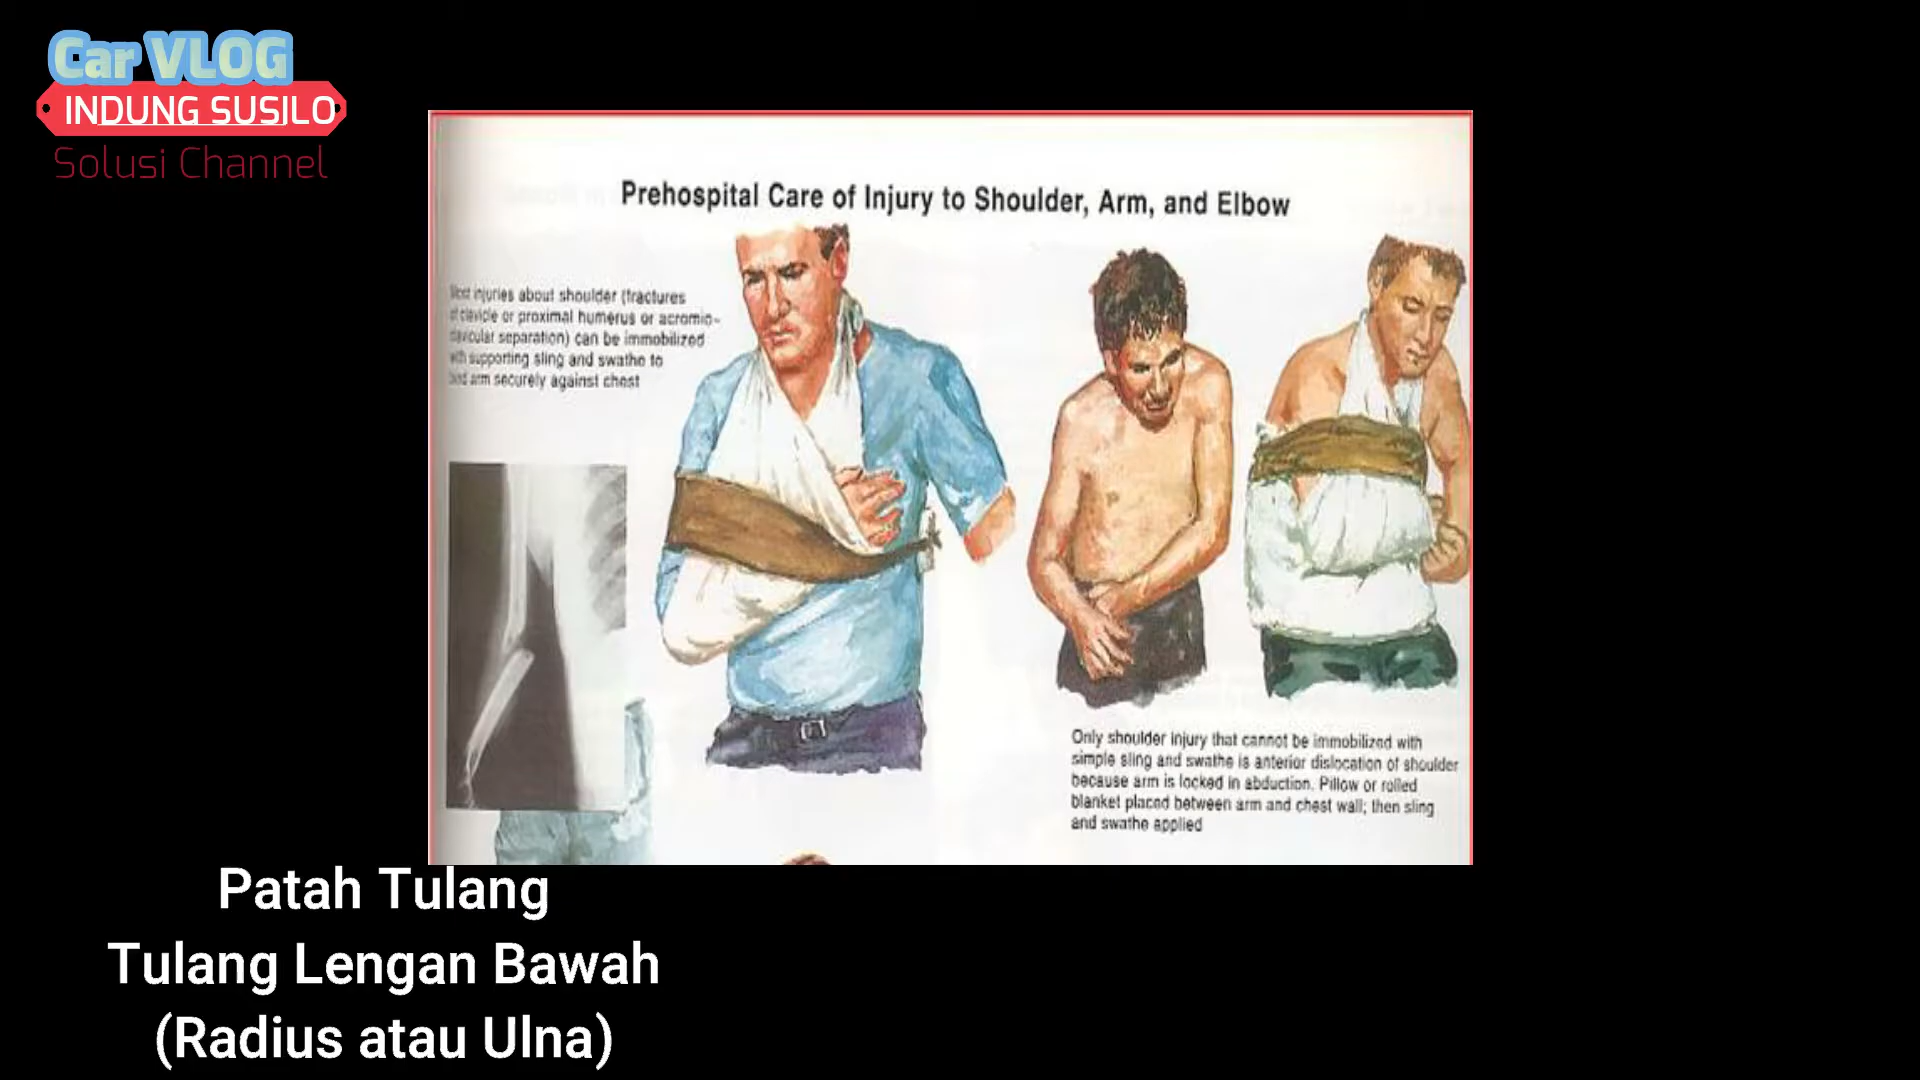 Car VLOG
INDUNG SUSILO
Solusi Channel
Prehospital Care of Injury to Shoulder, Arm, and Elbow
injuries about shoulder (fractures
or proximal humerus or acromio-
separation) can be immobilized
supporting sling and swathe to
arm securely against chest
Only shoulder injury that cannot be immobilized with
simple sling and swathe is anterior dislocation of shoulder
because arm is locked in abduction. Pillow or rolled
blanket placed between arm and chest wall; then sling
and swathe applied
Patah Tulang
Tulang Lengan Bawah
(Radius atau Ulna)